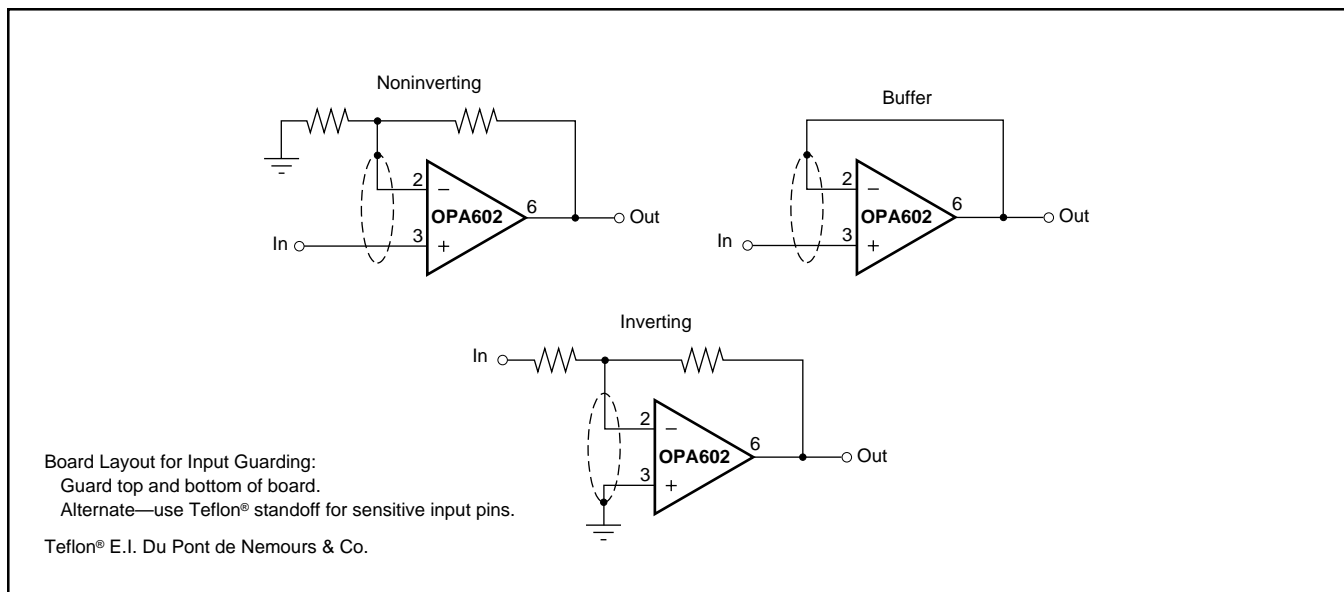 Noninverting
2
−
OPA602
6
Out
In
3
+
Buffer
2
−
OPA602
6
Out
In
3
+
Inverting
In
2
−
OPA602
6
Out
3
+
Board Layout for Input Guarding:
Guard top and bottom of board.
Alternate—use Teflon® standoff for sensitive input pins.
Teflon® E.I. Du Pont de Nemours & Co.